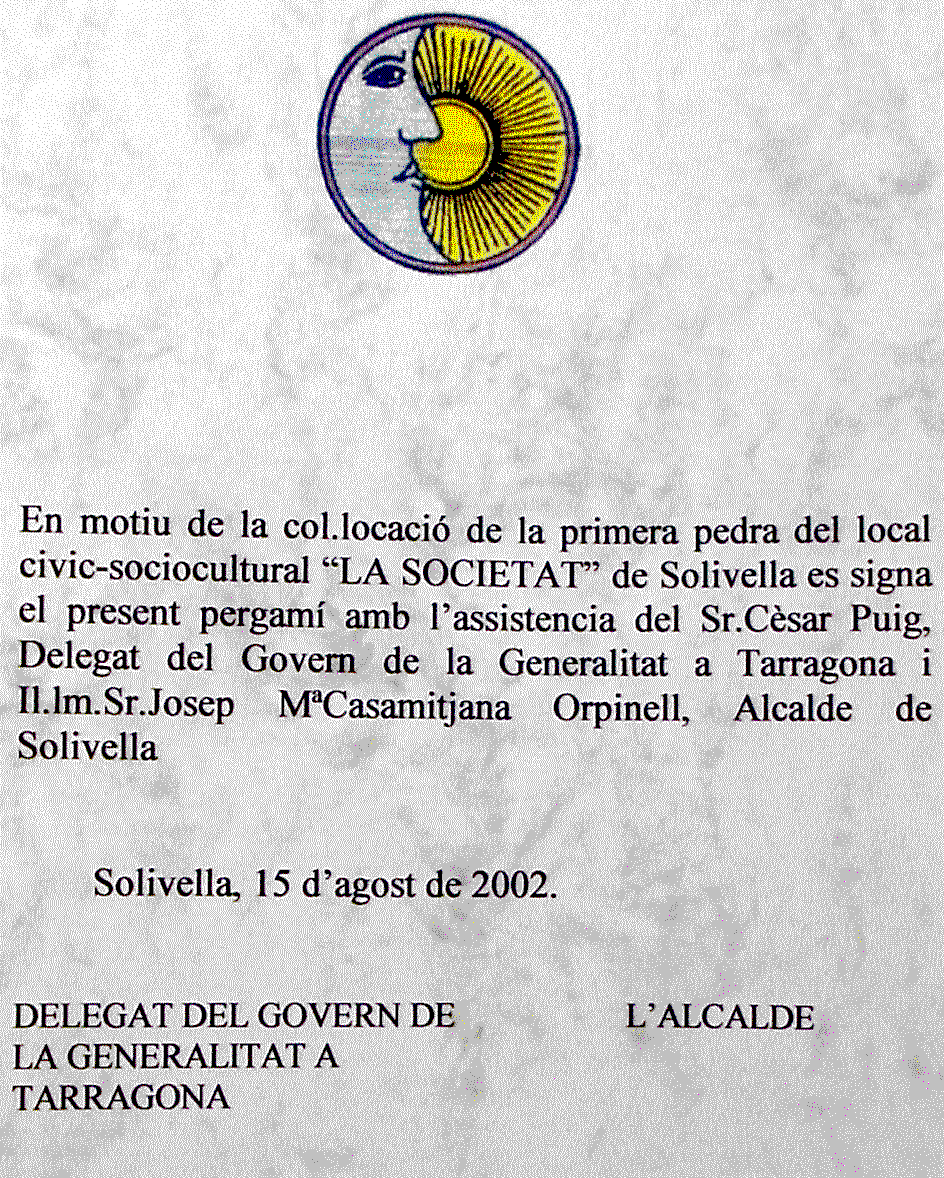 En motiu de la col.locació de la primera pedra del local
civic-sociocultural “LA SOCIETAT” de Solivella es signa
el present pergamí amb l’assistencia del Sr.Cèsar Puig,
Delegat del Govern de la Generalitat a Tarragona i
Il.lm.Sr.Josep MªCasamitjana Orpinell, Alcalde de
Solivella
Solivella, 15 d’agost de 2002.
DELEGAT DEL GOVERN DE
LA GENERALITAT A
TARRAGONA
L’ALCALDE